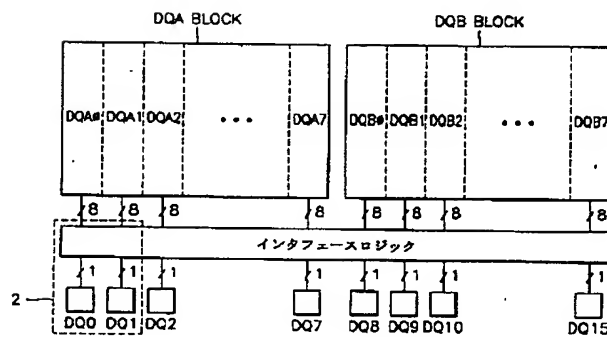 DQA BLOCK DQB BLOCK
DQA0 DQA1 DQA2 ••• DQA7 DQB0 DQB1 DQB2 ••• DQB7
8 8 8 8 8 8 8 8
インタフェースロジック
1 1 1 1 1 1 1 1
2
DQ0 DQ1 DQ2 DQ7 DQ8 DQ9 DQ10 DQ15